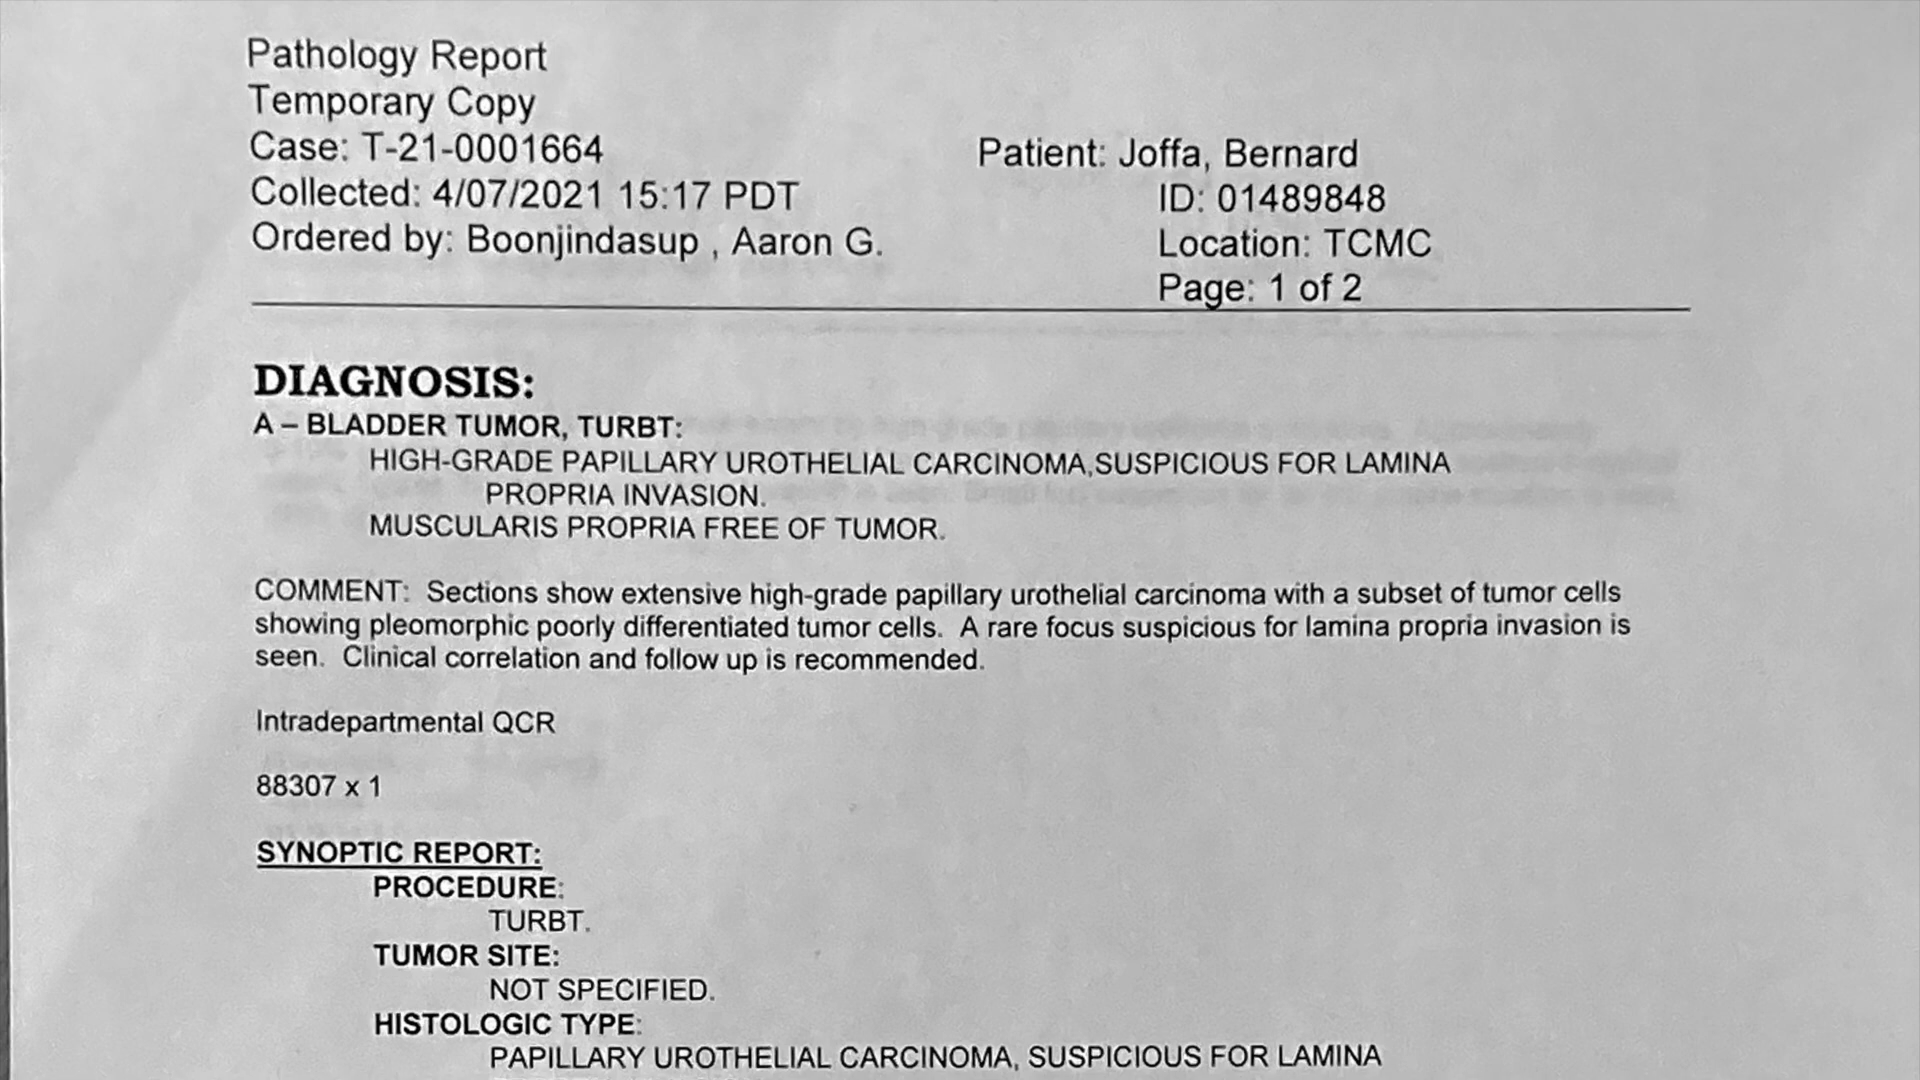 Pathology Report
Temporary Copy
Case: T-21-0001664
Collected: 4/07/2021 15:17 PDT
Ordered by: Boonjindasup , Aaron G.
Patient: Joffa, Bernard
ID: 01489848
Location: TCMC
Page: 1 of 2
DIAGNOSIS:
A – BLADDER TUMOR, TURBT:
HIGH-GRADE PAPILLARY UROTHELIAL CARCINOMA,SUSPICIOUS FOR LAMINA
PROPRIA INVASION.
MUSCULARIS PROPRIA FREE OF TUMOR.
COMMENT: Sections show extensive high-grade papillary urothelial carcinoma with a subset of tumor cells
showing pleomorphic poorly differentiated tumor cells. A rare focus suspicious for lamina propria invasion is
seen. Clinical correlation and follow up is recommended.
Intradepartmental QCR
88307 x 1
SYNOPTIC REPORT:
PROCEDURE:
TURBT.
TUMOR SITE:
NOT SPECIFIED.
HISTOLOGIC TYPE:
PAPILLARY UROTHELIAL CARCINOMA, SUSPICIOUS FOR LAMINA